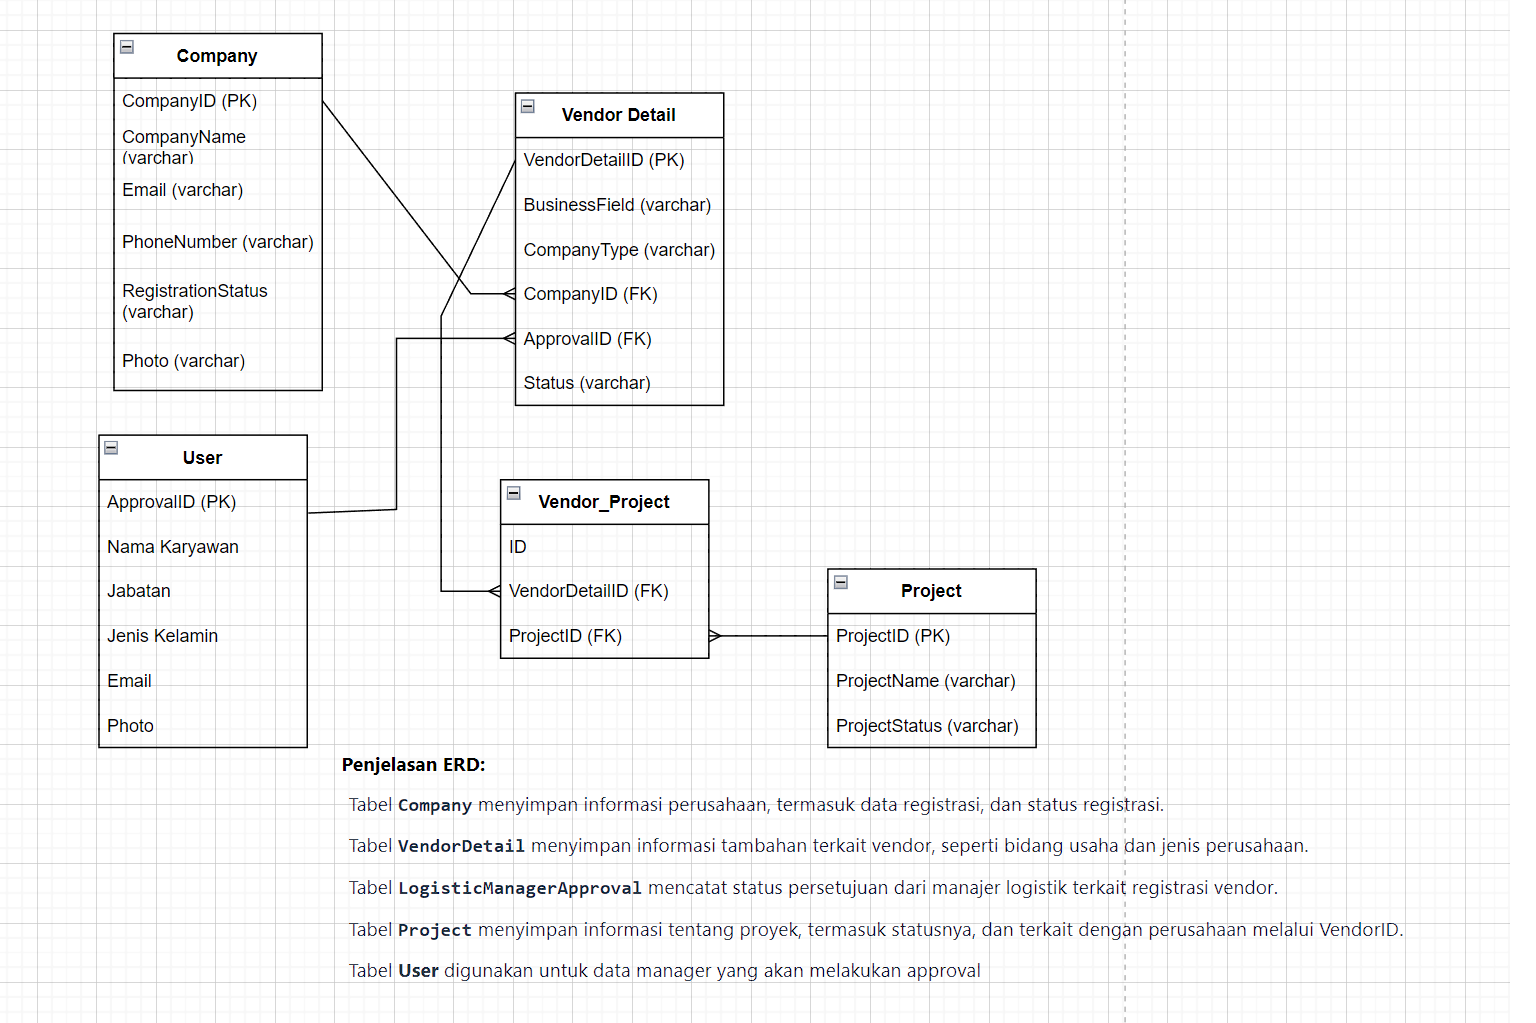 Company
CompanyID (PK)
CompanyName
(varchar)
Email (varchar)
PhoneNumber (varchar)
RegistrationStatus
(varchar)
Photo (varchar)
Vendor Detail
VendorDetailID (PK)
BusinessField (varchar)
CompanyType (varchar)
CompanyID (FK)
ApprovalID (FK)
Status (varchar)
User
ApprovalID (PK)
Nama Karyawan
Jabatan
Jenis Kelamin
Email
Photo
Vendor_Project
ID
VendorDetailID (FK)
ProjectID (FK)
Project
ProjectID (PK)
ProjectName (varchar)
ProjectStatus (varchar)
Penjelasan ERD:
Tabel Company menyimpan informasi perusahaan, termasuk data registrasi, dan status registrasi.
Tabel VendorDetail menyimpan informasi tambahan terkait vendor, seperti bidang usaha dan jenis perusahaan.
Tabel LogisticManagerApproval mencatat status persetujuan dari manajer logistik terkait registrasi vendor.
Tabel Project menyimpan informasi tentang proyek, termasuk statusnya, dan terkait dengan perusahaan melalui VendorID.
Tabel User digunakan untuk data manager yang akan melakukan approval